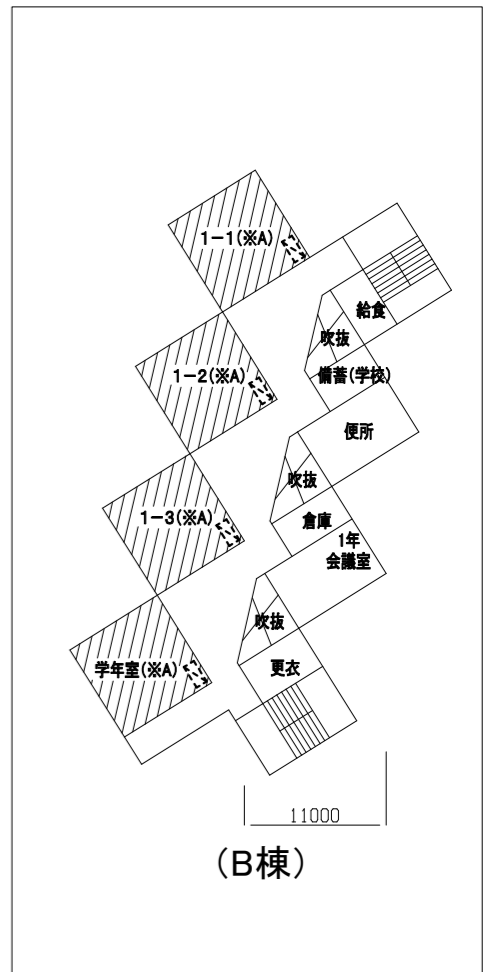 1-1(※A)
給食
吹抜
1-2(※A)
備蓄(学校)
便所
吹抜
1-3(※A)
倉庫
1年
会議室
吹抜
学年室(※A)
更衣
11000
(B棟)